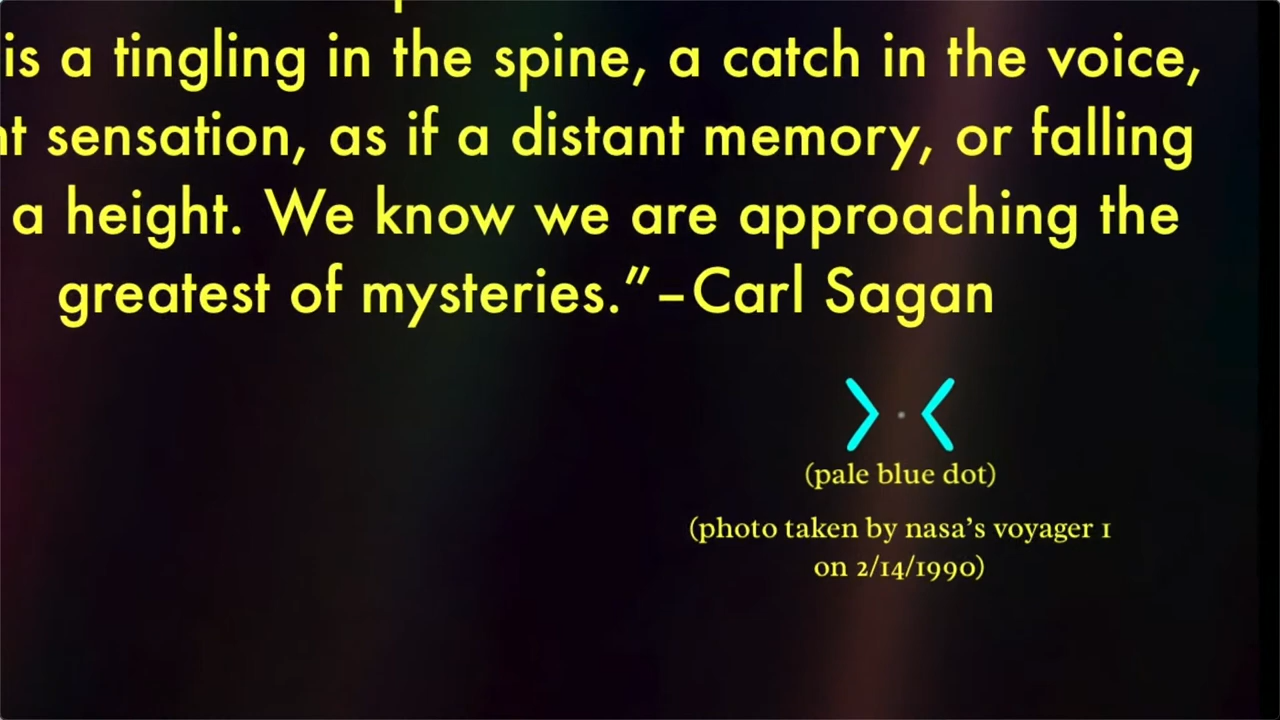 is a tingling in the spine, a catch in the voice,
nt sensation, as if a distant memory, or falling
a height. We know we are approaching the
greatest of mysteries.” –Carl Sagan
(pale blue dot)
(photo taken by nasa’s voyager 1
on 2/14/1990)